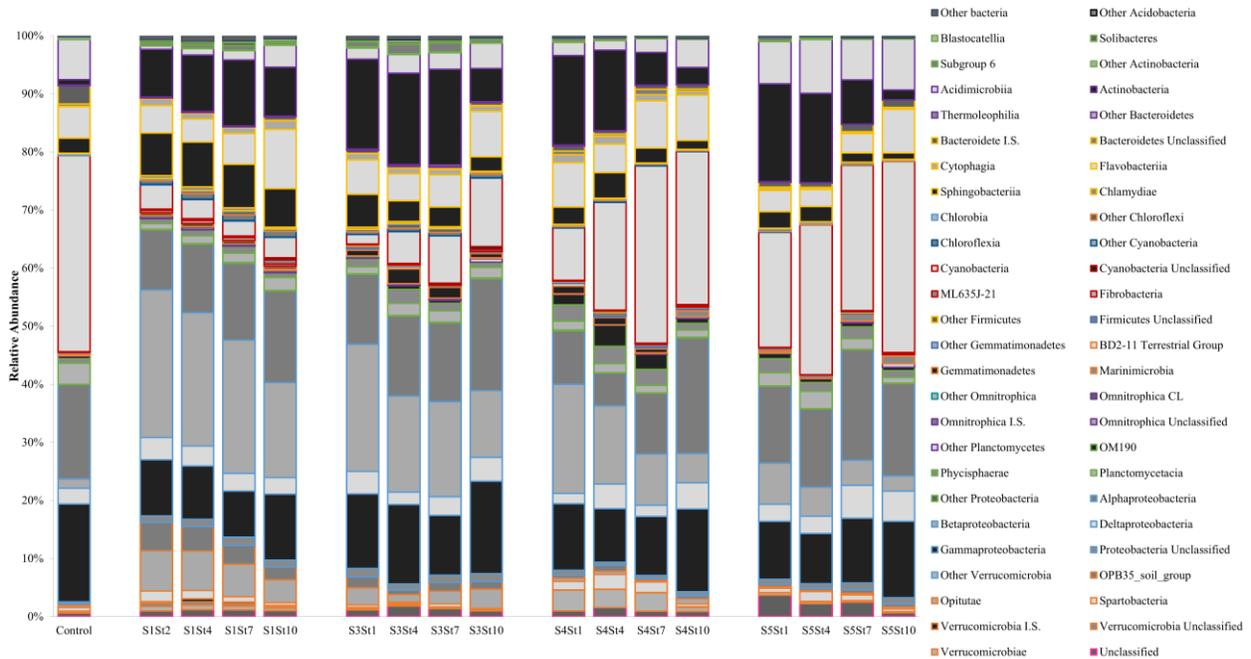 Other bacteria
Other Acidobacteria
100%
Blastocatellia
Solibacteres
Subgroup 6
Other Actinobacteria
90%
Acidimicrobiia
Actinobacteria
Thermoleophilia
Other Bacteroidetes
80%
Bacteroidete I.S.
Bacteroidetes Unclassified
Cytophagia
Flavobacteriia
70%
Sphingobacteriia
Chlamydiae
Chlorobia
Other Chloroflexi
60%
Chloroflexia
Other Cyanobacteria
Cyanobacteria
Cyanobacteria Unclassified
50%
ML635J-21
Fibrobacteria
Relative Abundance
Other Firmicutes
Firmicutes Unclassified
40%
Other Gemmatimonadetes
BD2-11 Terrestrial Group
Gemmatimonadetes
Marinimicrobia
30%
Other Omnitrophica
Omnitrophica CL
Omnitrophica I.S.
Omnitrophica Unclassified
Other Planctomycetes
OM190
20%
Phycisphaerae
Planctomycetacia
Other Proteobacteria
Alphaproteobacteria
Betaproteobacteria
Deltaproteobacteria
10%
Gammaproteobacteria
Proteobacteria Unclassified
Other Verrucomicrobia
OPB35_soil_group
0%
Opitutae
Spartobacteria
Control S1St2 S1St4 S1St7 S1St10 S3St1 S3St4 S3St7 S3St10 S4St1 S4St4 S4St7 S4St10 S5St1 S5St4 S5St7 S5St10
Verrucomicrobia I.S.
Verrucomicrobia Unclassified
Verrucomicrobiae
Unclassified